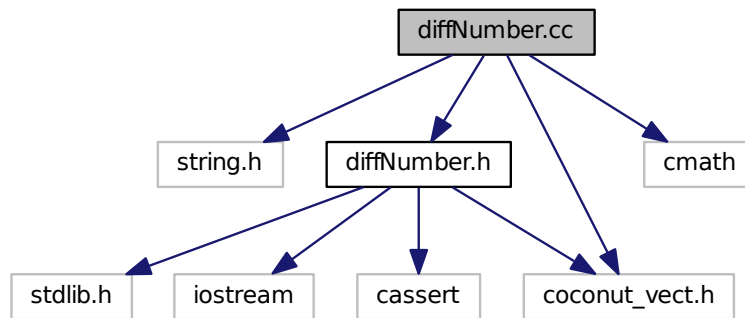 diffNumber.cc
string.h
diffNumber.h
cmath
stdlib.h
iostream
cassert
coconut_vect.h